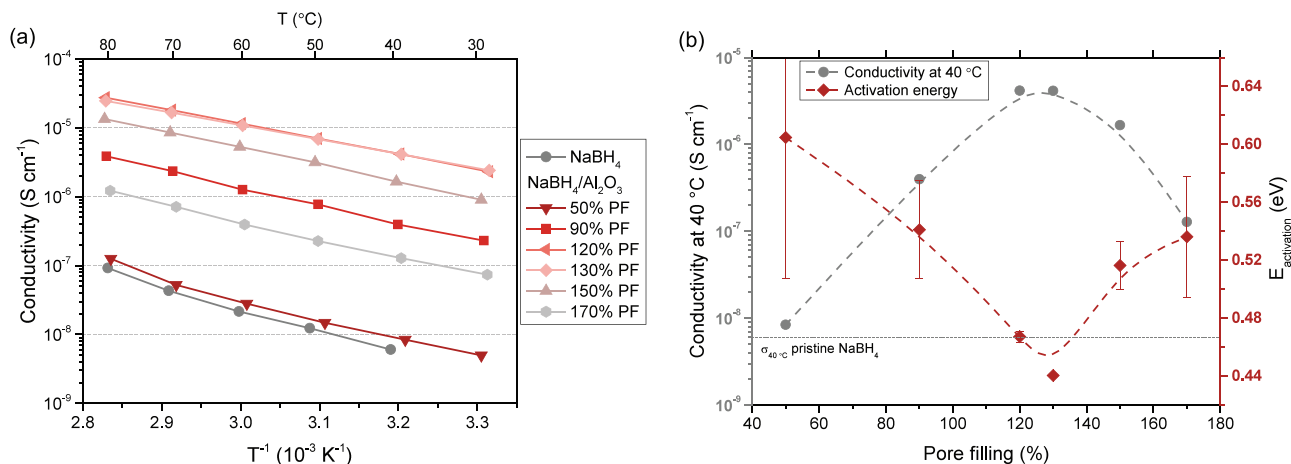 (a)
T (°C)
80 70 60 50 40 30
Conductivity (S cm⁻¹)
10⁻⁴
10⁻⁵
10⁻⁶
10⁻⁷
10⁻⁸
10⁻⁹
2.8 2.9 3.0 3.1 3.2 3.3
T⁻¹ (10⁻³ K⁻¹)
NaBH₄
NaBH₄/Al₂O₃
50% PF
90% PF
120% PF
130% PF
150% PF
170% PF
(b)
Conductivity at 40 °C (S cm⁻¹)
10⁻⁵
10⁻⁶
10⁻⁷
10⁻⁸
10⁻⁹
Conductivity at 40 °C
Activation energy
σ₄₀ °C pristine NaBH₄
40 60 80 100 120 140 160 180
Pore filling (%)
0.64
0.60
0.56
0.52
0.48
0.44
Eactivation (eV)